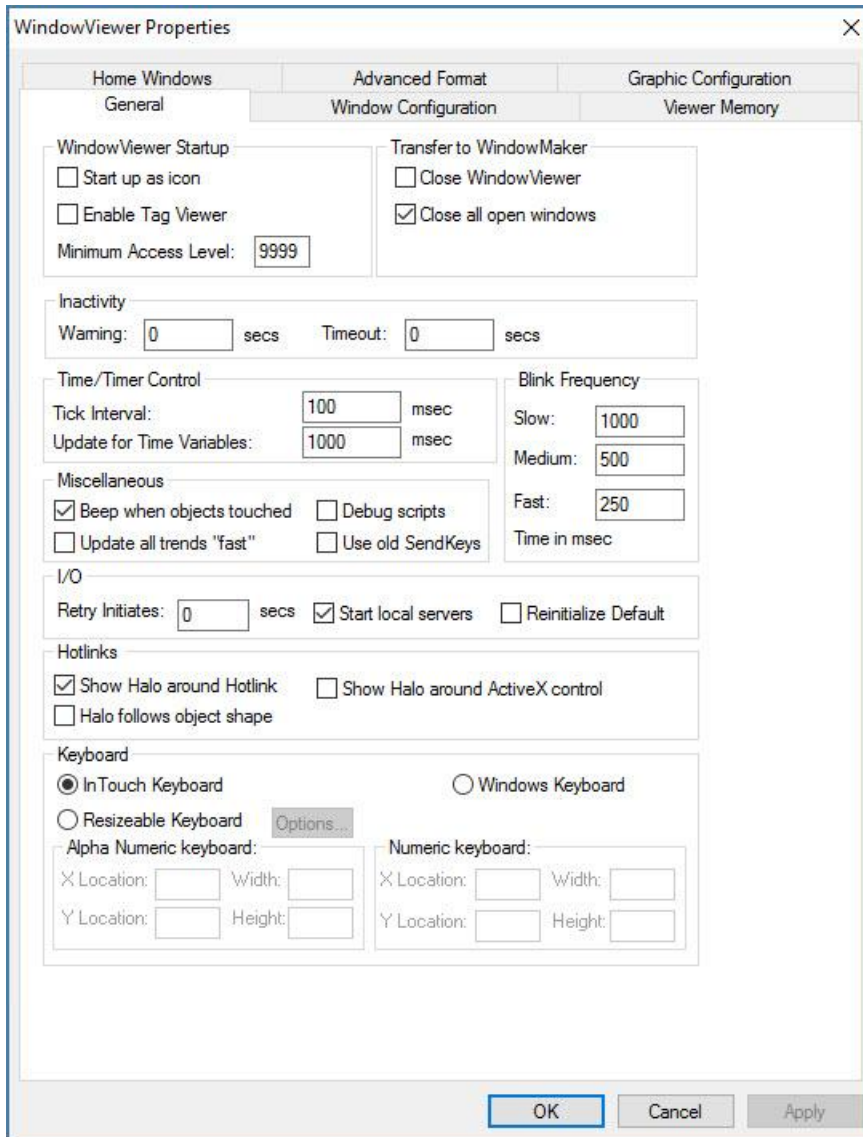 WindowViewer Properties
Home Windows Advanced Format Graphic Configuration
General Window Configuration Viewer Memory
WindowViewer Startup
Start up as icon
Enable Tag Viewer
Minimum Access Level: 9999
Transfer to WindowMaker
Close WindowViewer
Close all open windows
Inactivity
Warning: 0 secs Timeout: 0 secs
Time/Timer Control
Tick Interval: 100 msec
Update for Time Variables: 1000 msec
Blink Frequency
Slow: 1000
Medium: 500
Fast: 250
Time in msec
Miscellaneous
Beep when objects touched Debug scripts
Update all trends "fast" Use old SendKeys
I/O
Retry Initiates: 0 secs Start local servers Reinitialize Default
Hotlinks
Show Halo around Hotlink Show Halo around ActiveX control
Halo follows object shape
Keyboard
InTouch Keyboard Windows Keyboard
Resizeable Keyboard Options...
Alpha Numeric keyboard:
X Location: Width:
Y Location: Height:
Numeric keyboard:
X Location: Width:
Y Location: Height:
OK Cancel Apply